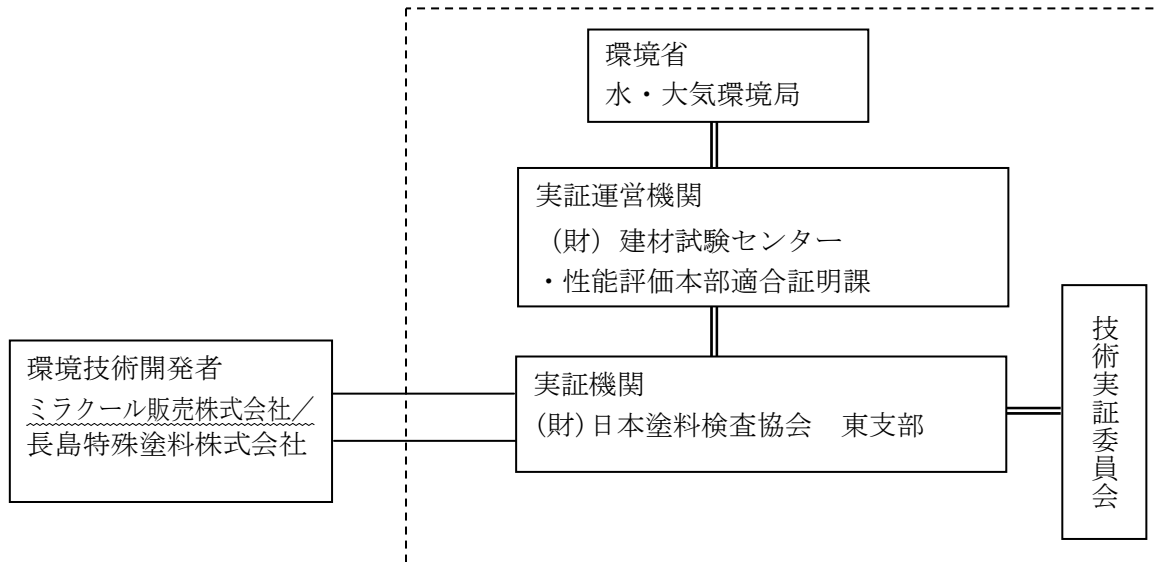 環境省
水・大気環境局
実証運営機関
(財) 建材試験センター
・性能評価本部適合証明課
環境技術開発者
ミラクール販売株式会社／
長島特殊塗料株式会社
実証機関
(財)日本塗料検査協会　東支部
技術実証委員会